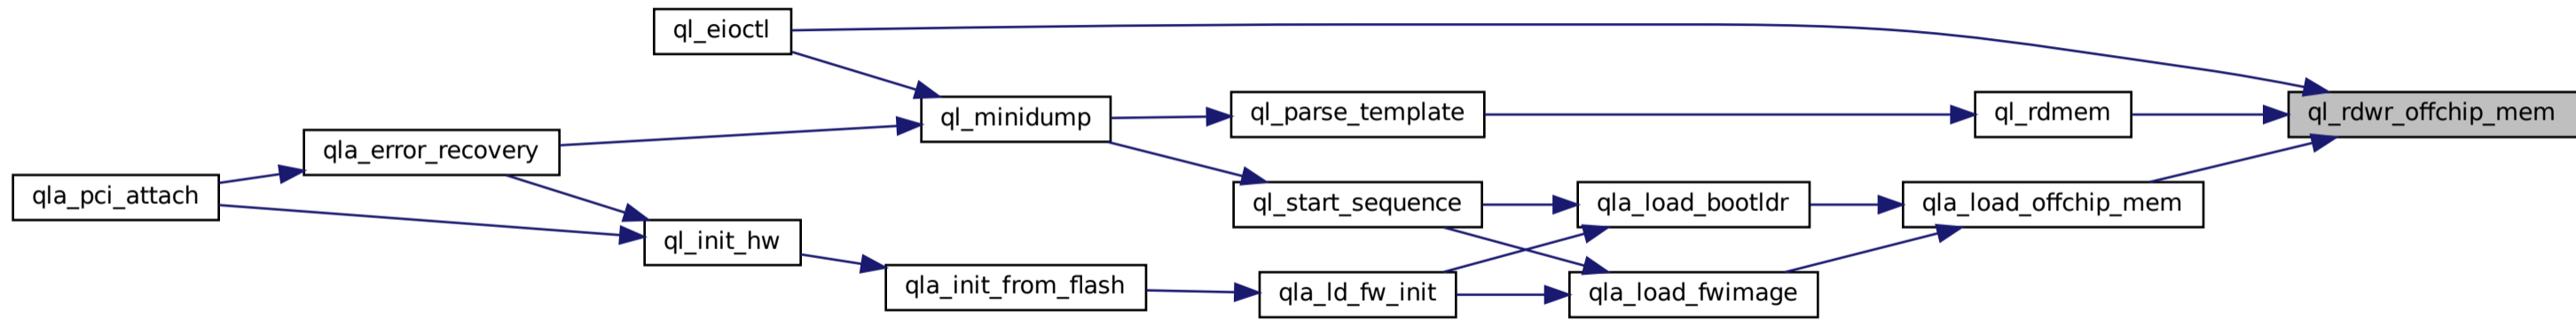 ql_eioctl
ql_minidump
ql_parse_template
ql_rdmem
ql_rdwr_offchip_mem
qla_error_recovery
qla_pci_attach
ql_start_sequence
qla_load_bootldr
qla_load_offchip_mem
ql_init_hw
qla_init_from_flash
qla_ld_fw_init
qla_load_fwimage